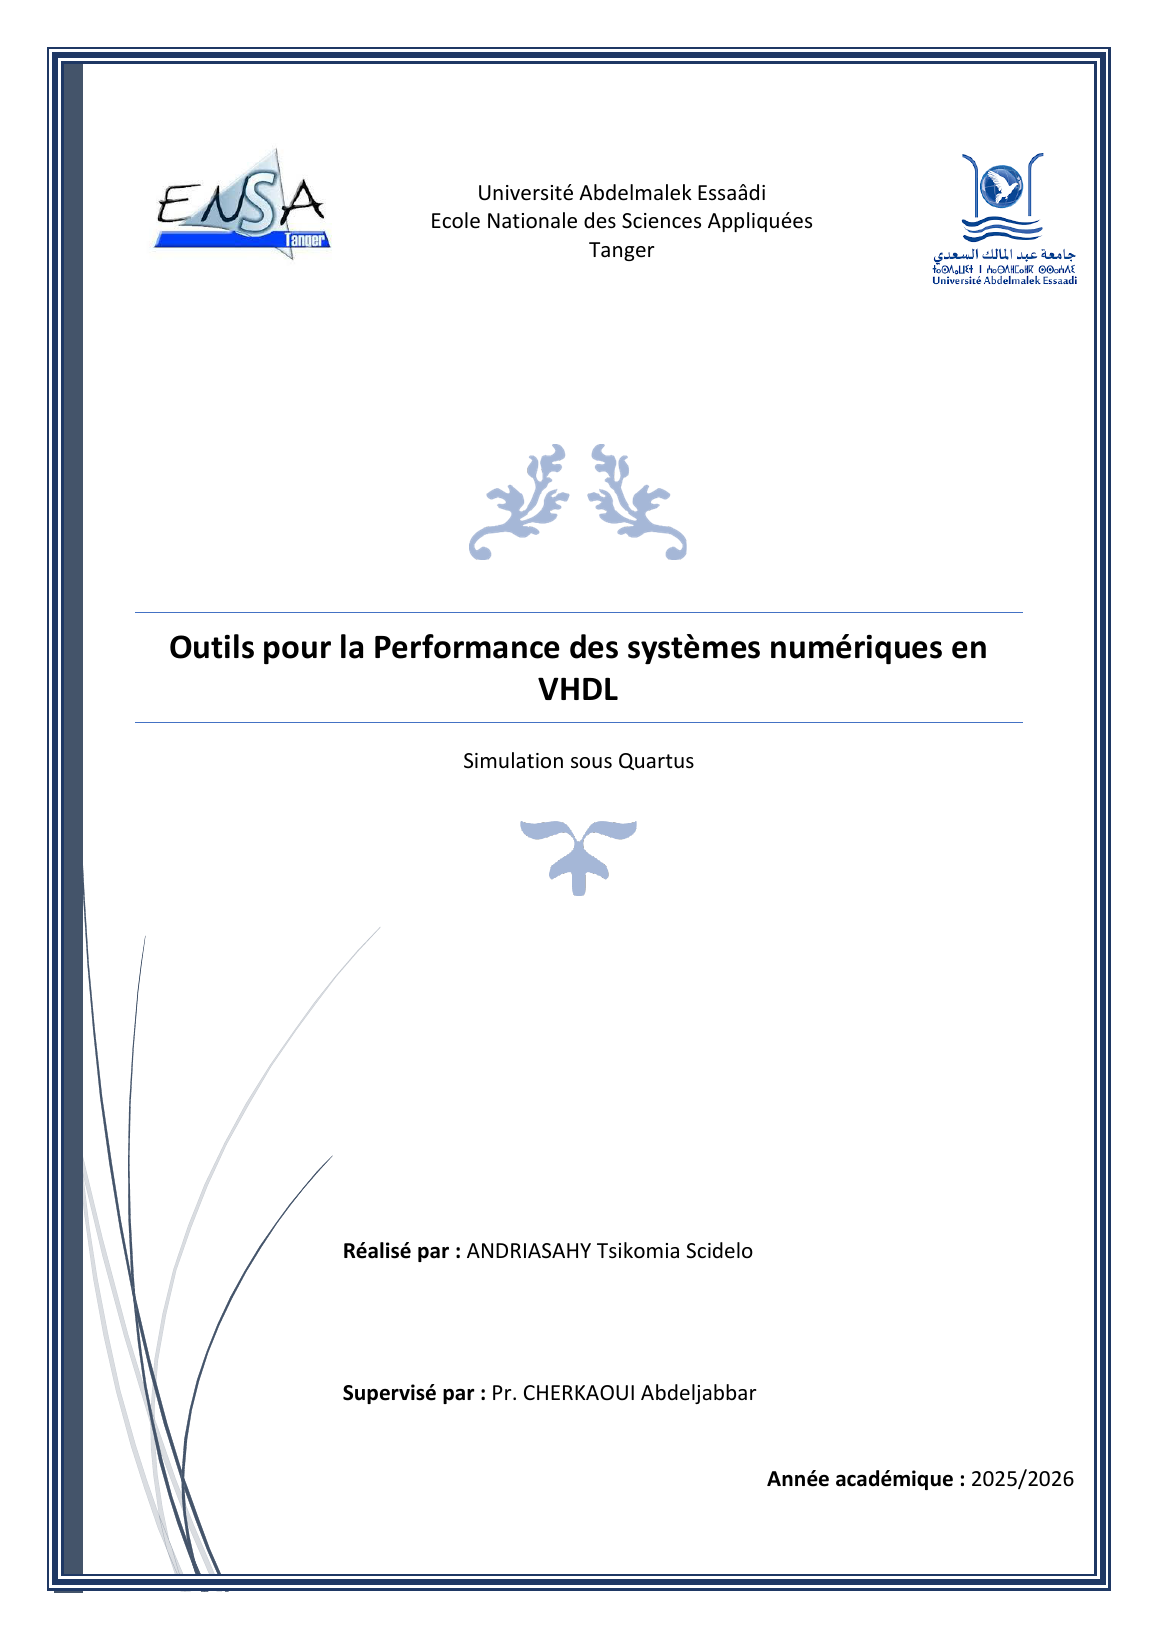 ENSA
Tanger
Université Abdelmalek Essaâdi
Ecole Nationale des Sciences Appliquées
Tanger
جامعة عبد المالك السعدي
Université Abdelmalek Essaadi
Outils pour la Performance des systèmes numériques en
VHDL
Simulation sous Quartus
Réalisé par : ANDRIASAHY Tsikomia Scidelo
Supervisé par : Pr. CHERKAOUI Abdeljabbar
Année académique : 2025/2026